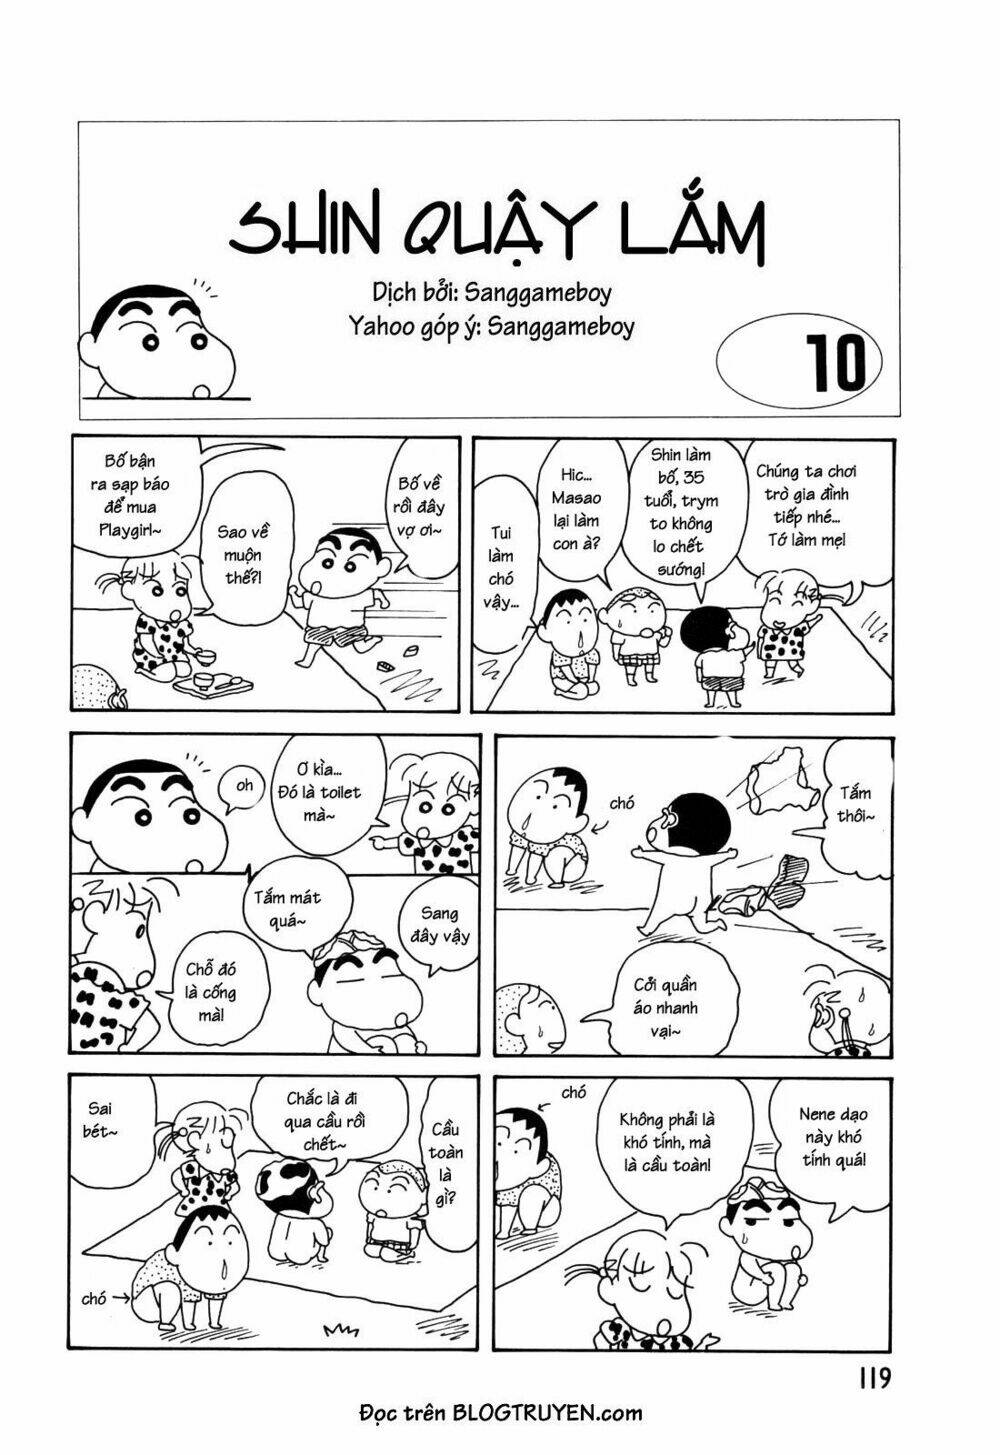 SHIN QUẬY LẮM
Dịch bởi: Sanggameboy
Yahoo góp ý: Sanggameboy
10
Chúng ta chơi
trò gia đình
tiếp nhé...
Tớ làm mẹ!
Shin làm
bố, 35
tuổi, trym
to không
lo chết
sướng!
Hic...
Masao
lại làm
con à?
Tui
làm
chó
vậy...
Bố về
rồi đây
vợ ơi~
Sao về
muộn
thế?!
Bố bận
ra sạp báo
để mua
Playgirl~
Tắm
thôi~
chó
Cởi quần
áo nhanh
vại~
Ơ kìa...
Đó là toilet
mà~
oh
Sang
đây vậy
Tắm mát
quá~
Chỗ đó
là cống
mà!
Nene dạo
này khó
tính quá!
Không phải là
khó tính, mà
là cầu toàn!
chó
Cầu
toàn
là
gì?
Chắc là đi
qua cầu rồi
chết~
Sai
bét~
chó
119
Đọc trên BLOGTRUYEN.com